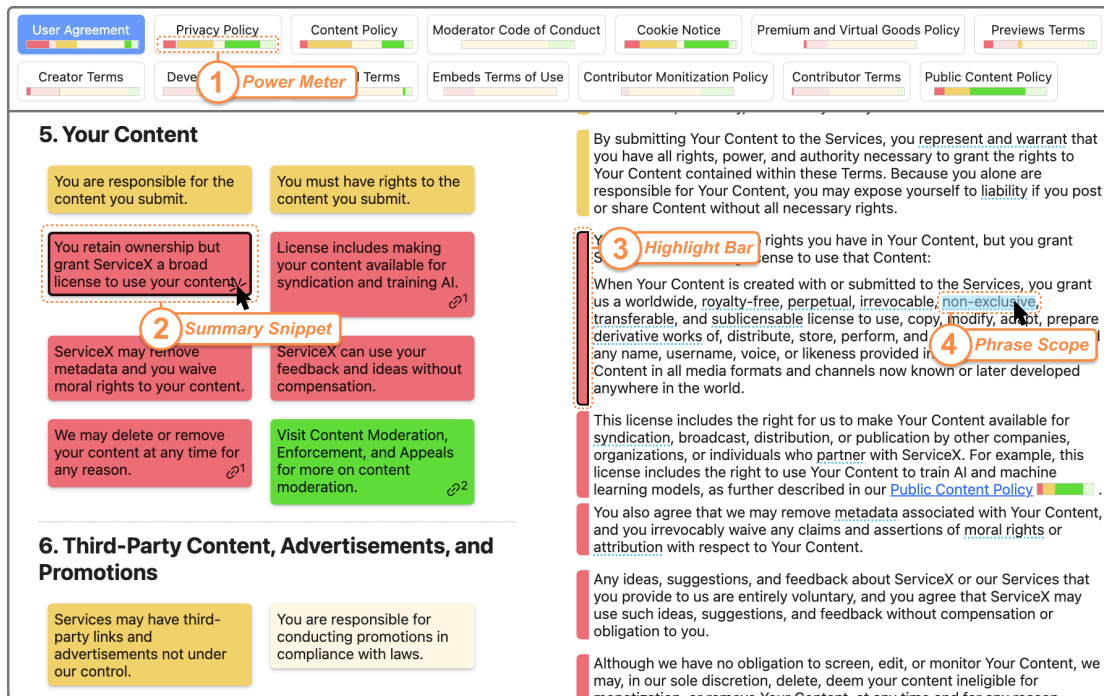 User Agreement
Privacy Policy
Content Policy
Moderator Code of Conduct
Cookie Notice
Premium and Virtual Goods Policy
Previews Terms
Creator Terms
Terms
Embeds Terms of Use
Contributor Monitization Policy
Contributor Terms
Public Content Policy
1 Power Meter
5. Your Content
You are responsible for the
content you submit.
You must have rights to the
content you submit.
You retain ownership but
grant ServiceX a broad
license to use your content.
License includes making
your content available for
syndication and training AI.
1
2 Summary Snippet
ServiceX may remove
metadata and you waive
moral rights to your content.
ServiceX can use your
feedback and ideas without
compensation.
We may delete or remove
your content at any time for
any reason.
1
Visit Content Moderation,
Enforcement, and Appeals
for more on content
moderation.
2
6. Third-Party Content, Advertisements, and
Promotions
Services may have third-
party links and
advertisements not under
our control.
You are responsible for
conducting promotions in
compliance with laws.
By submitting Your Content to the Services, you represent and warrant that
you have all rights, power, and authority necessary to grant the rights to
Your Content contained within these Terms. Because you alone are
responsible for Your Content, you may expose yourself to liability if you post
or share Content without all necessary rights.
3 Highlight Bar
rights you have in Your Content, but you grant
license to use that Content:
When Your Content is created with or submitted to the Services, you grant
us a worldwide, royalty-free, perpetual, irrevocable, non-exclusive,
transferable, and sublicensable license to use, copy, modify, adapt, prepare
derivative works of, distribute, store, perform, and
4 Phrase Scope
any name, username, voice, or likeness provided in
Content in all media formats and channels now known or later developed
anywhere in the world.
This license includes the right for us to make Your Content available for
syndication, broadcast, distribution, or publication by other companies,
organizations, or individuals who partner with ServiceX. For example, this
license includes the right to use Your Content to train AI and machine
learning models, as further described in our Public Content Policy .
You also agree that we may remove metadata associated with Your Content,
and you irrevocably waive any claims and assertions of moral rights or
attribution with respect to Your Content.
Any ideas, suggestions, and feedback about ServiceX or our Services that
you provide to us are entirely voluntary, and you agree that ServiceX may
use such ideas, suggestions, and feedback without compensation or
obligation to you.
Although we have no obligation to screen, edit, or monitor Your Content, we
may, in our sole discretion, delete, deem your content ineligible for